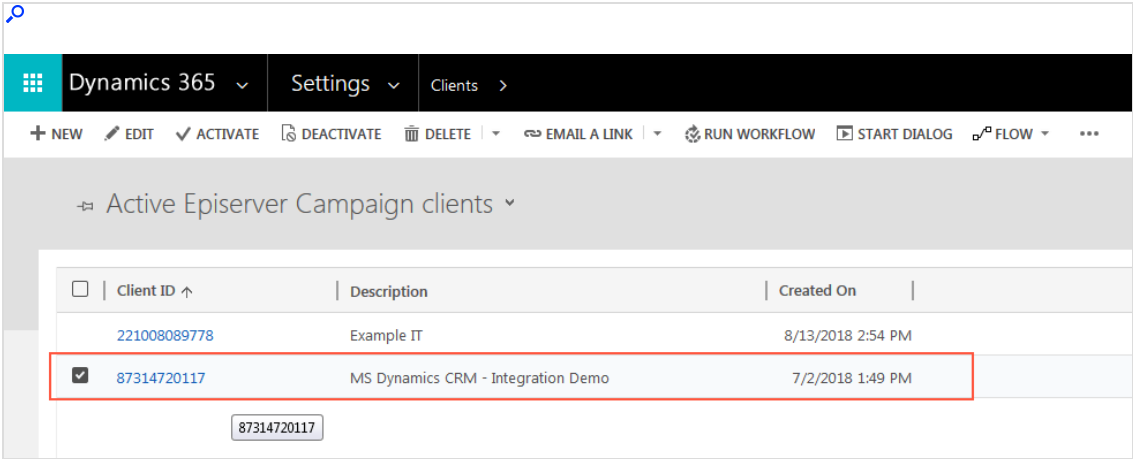 Dynamics 365 Settings Clients
NEW EDIT ACTIVATE DEACTIVATE DELETE EMAIL A LINK RUN WORKFLOW START DIALOG FLOW
Active Episerver Campaign clients
Client ID Description Created On
221008089778 Example IT 8/13/2018 2:54 PM
87314720117 MS Dynamics CRM - Integration Demo 7/2/2018 1:49 PM
87314720117